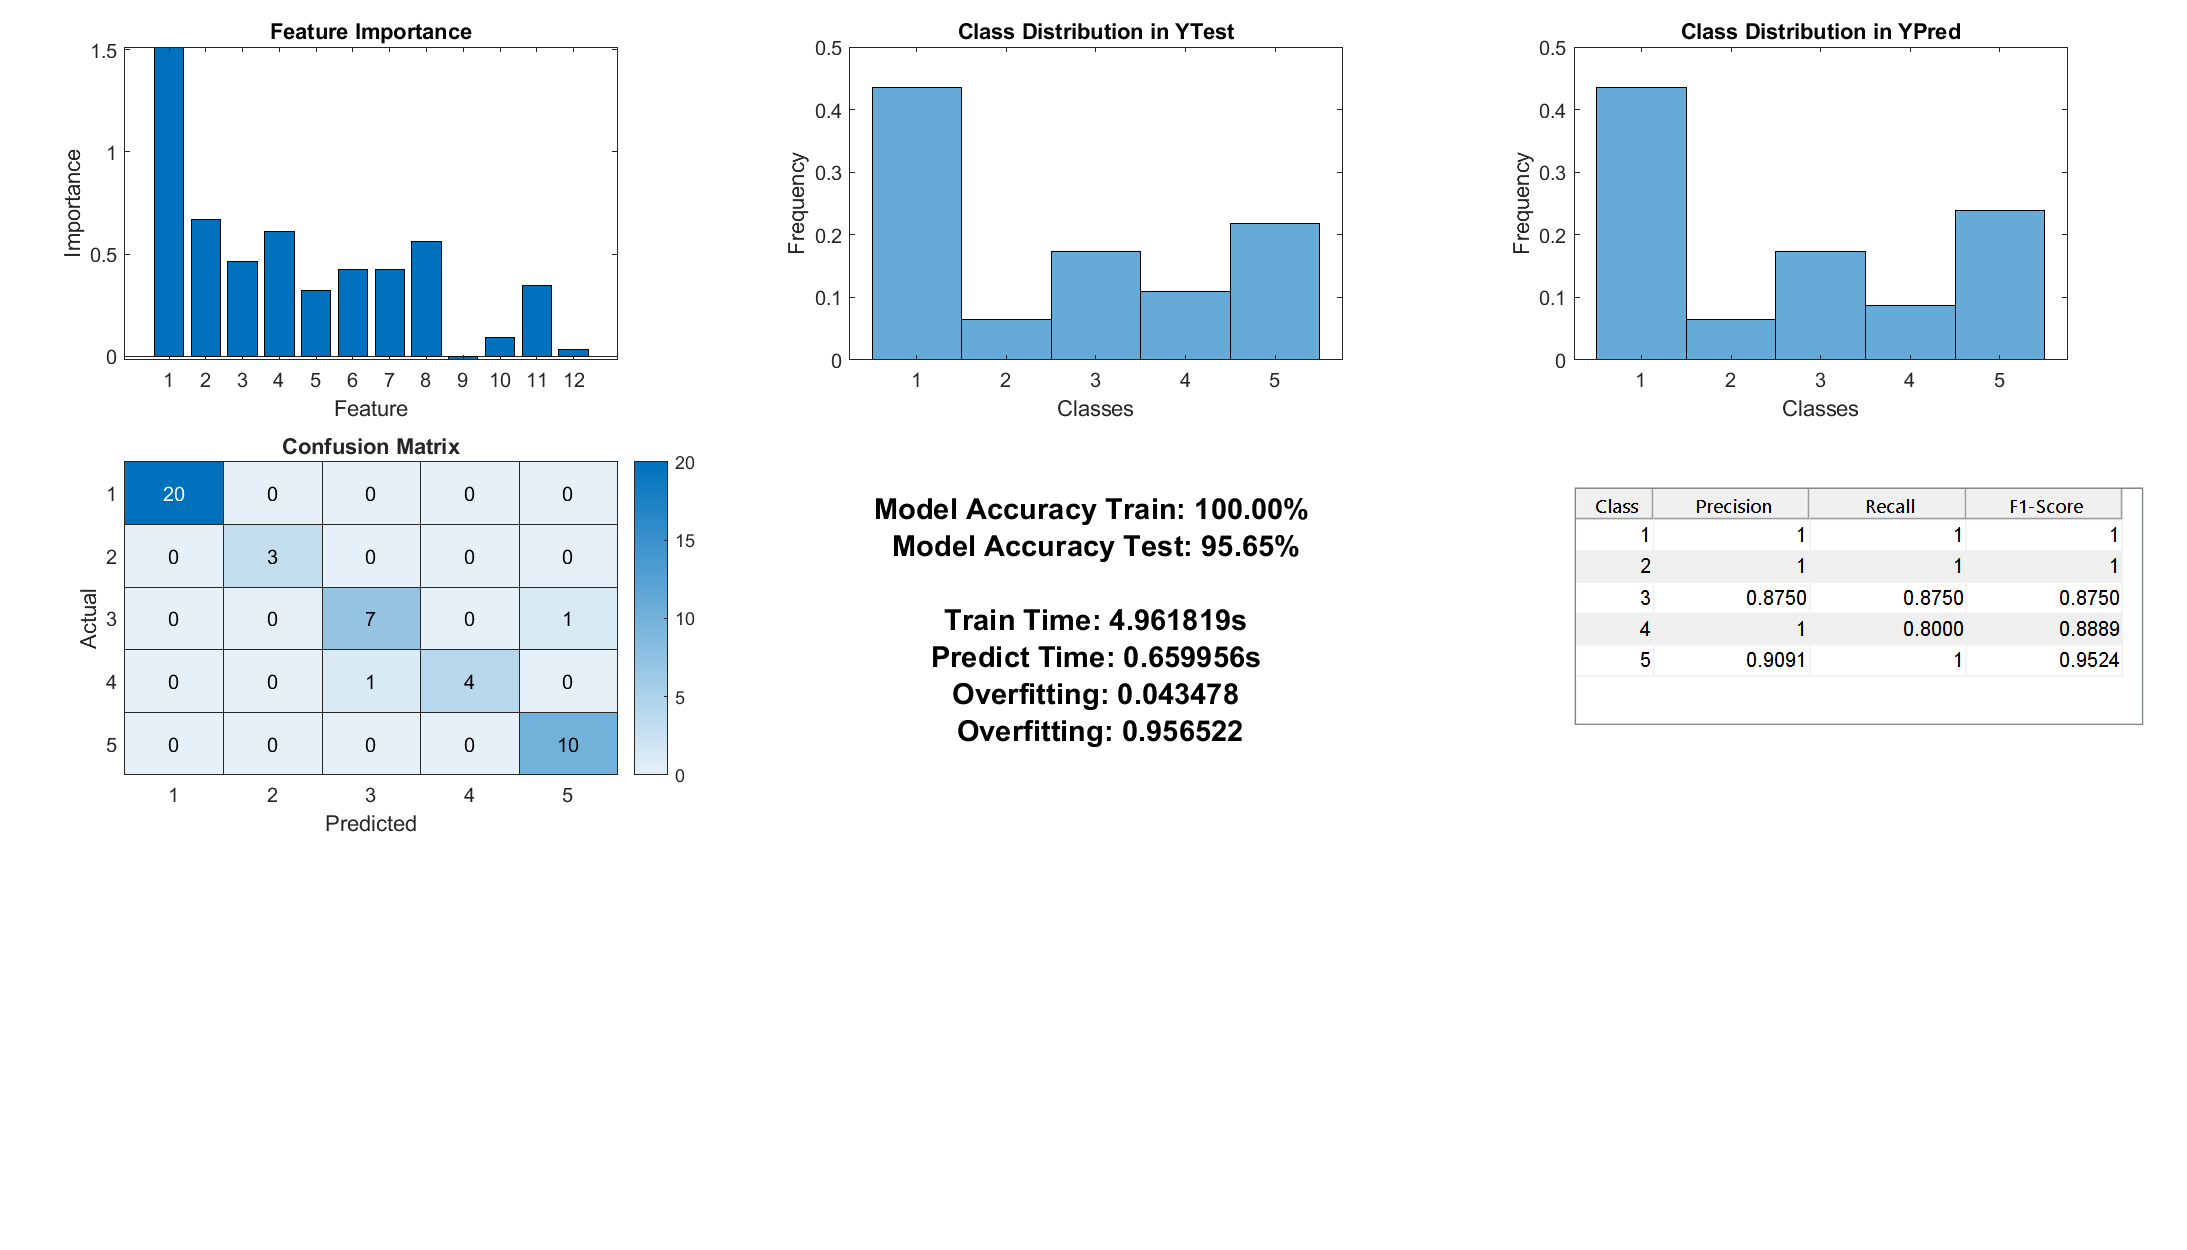 Feature Importance
1.5
1
0.5
0
Importance
1 2 3 4 5 6 7 8 9 10 11 12
Feature
Class Distribution in YTest
0.5
0.4
0.3
0.2
0.1
0
Frequency
1 2 3 4 5
Classes
Class Distribution in YPred
0.5
0.4
0.3
0.2
0.1
0
Frequency
1 2 3 4 5
Classes
Confusion Matrix
Actual
1 20 0 0 0 0
2 0 3 0 0 0
3 0 0 7 0 1
4 0 0 1 4 0
5 0 0 0 0 10
1 2 3 4 5
Predicted
20
15
10
5
0
Model Accuracy Train: 100.00%
Model Accuracy Test: 95.65%
Train Time: 4.961819s
Predict Time: 0.659956s
Overfitting: 0.043478
Overfitting: 0.956522
Class Precision Recall F1-Score
1 1 1 1
2 1 1 1
3 0.8750 0.8750 0.8750
4 1 0.8000 0.8889
5 0.9091 1 0.9524